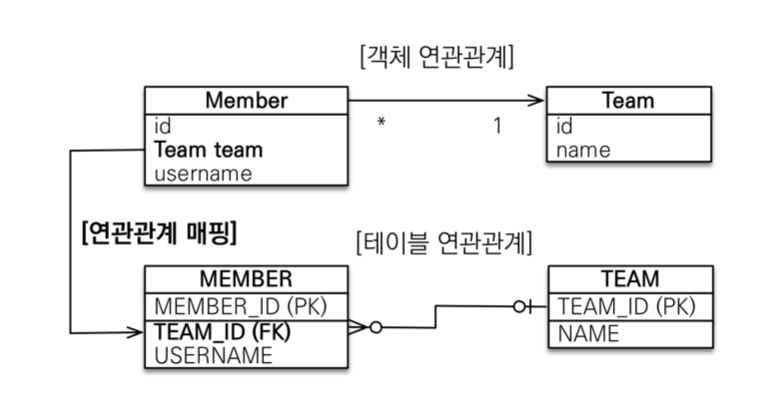 [객체 연관관계]
Member
id
Team team
username
*
1
Team
id
name
[연관관계 매핑]
[테이블 연관관계]
MEMBER
MEMBER_ID (PK)
TEAM_ID (FK)
USERNAME
TEAM
TEAM_ID (PK)
NAME